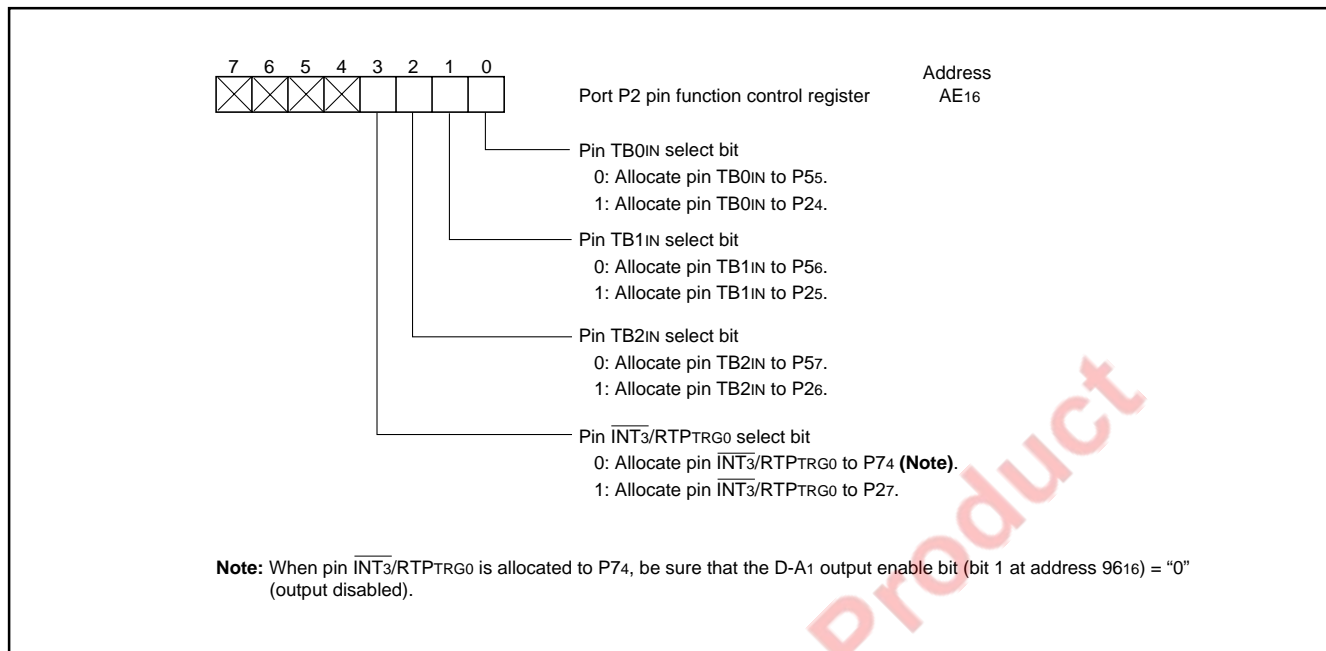 7 6 5 4 3 2 1 0
Address
Port P2 pin function control register AE16
Pin TB0IN select bit
0: Allocate pin TB0IN to P55.
1: Allocate pin TB0IN to P24.
Pin TB1IN select bit
0: Allocate pin TB1IN to P56.
1: Allocate pin TB1IN to P25.
Pin TB2IN select bit
0: Allocate pin TB2IN to P57.
1: Allocate pin TB2IN to P26.
Pin INT3/RTPTRG0 select bit
0: Allocate pin INT3/RTPTRG0 to P74 (Note).
1: Allocate pin INT3/RTPTRG0 to P27.
Note: When pin INT3/RTPTRG0 is allocated to P74, be sure that the D-A1 output enable bit (bit 1 at address 9616) = “0”
(output disabled).
Product